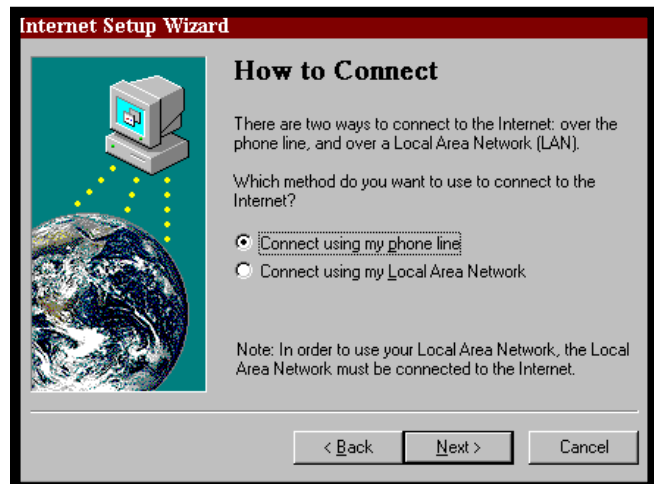 Internet Setup Wizard
How to Connect
There are two ways to connect to the Internet: over the
phone line, and over a Local Area Network (LAN).
Which method do you want to use to connect to the
Internet?
Connect using my phone line
Connect using my Local Area Network
Note: In order to use your Local Area Network, the Local
Area Network must be connected to the Internet.
< Back
Next >
Cancel